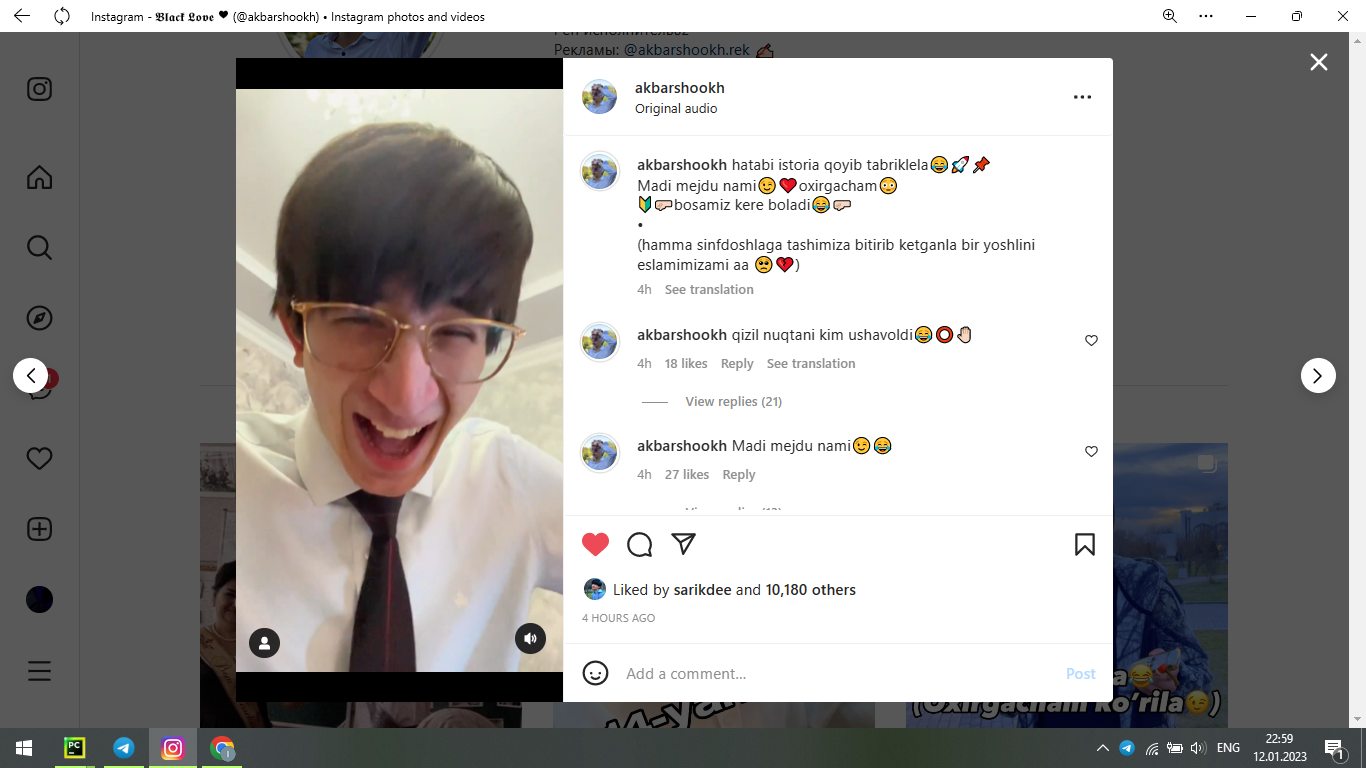 Instagram - 𝕭𝖑𝖆𝖈𝖐 𝕷𝖔𝖛𝖊 🖤 (@akbarshookh) • Instagram photos and videos
Рекламы: @akbarshookh.rek ✍🏽
akbarshookh
Original audio
akbarshookh hatabi istoria qoyib tabriklela😂🚀📌
Madi mejdu nami😉❤️oxirgacham😳
🔰🤛🏻bosamiz kere boladi😂🤛🏻
•
(hamma sinfdoshlaga tashimiza bitirib ketganla bir yoshlini
eslamimizami aa 🥺💔)
4h See translation
akbarshookh qizil nuqtani kim ushavoldi😂⭕🤚🏻
4h 18 likes Reply See translation
View replies (21)
akbarshookh Madi mejdu nami😉😂
4h 27 likes Reply
Liked by sarikdee and 10,180 others
4 HOURS AGO
Add a comment...
Post
(Oxirgacham ko'rila😉)
PC
ENG
22:59
12.01.2023
1